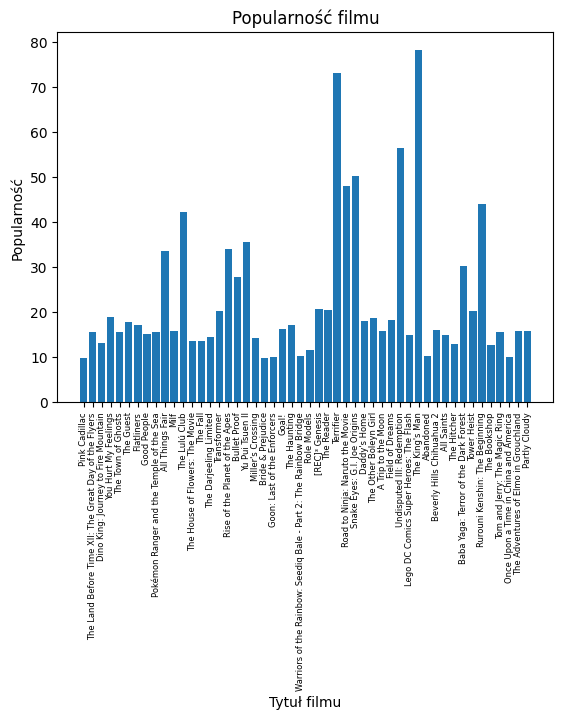 Popularność filmu
80
70
60
50
40
30
20
10
0
Popularność
Pink Cadillac
The Land Before Time XII: The Great Day of the Flyers
Dino King: Journey to Fire Mountain
You Hurt My Feelings
The Town of Ghosts
The Guest
Flatliners
Good People
Pokémon Ranger and the Temple of the Sea
All Things Fair
Milf
The Lulú Club
The House of Flowers: The Movie
The Fall
The Darjeeling Limited
Transformer
Rise of the Planet of the Apes
Bullet Proof
Yu Pui Tsuen II
Miller's Crossing
Bride & Prejudice
Goon: Last of the Enforcers
Goal!
The Haunting
Warriors of the Rainbow: Seediq Bale - Part 2: The Rainbow Bridge
Role Models
[REC]³ Genesis
The Reader
Terrifier
Road to Ninja: Naruto the Movie
Snake Eyes: G.I. Joe Origins
Daddy's Home
The Other Boleyn Girl
A Trip to the Moon
Field of Dreams
Undisputed III: Redemption
Lego DC Comics Super Heroes: The Flash
The King's Man
Abandoned
Beverly Hills Chihuahua 2
All Saints
The Hitcher
Baba Yaga: Terror of the Dark Forest
Tower Heist
Rurouni Kenshin: The Beginning
The Bookshop
Tom and Jerry: The Magic Ring
Once Upon a Time in China and America
The Adventures of Elmo in Grouchland
Partly Cloudy
Tytuł filmu